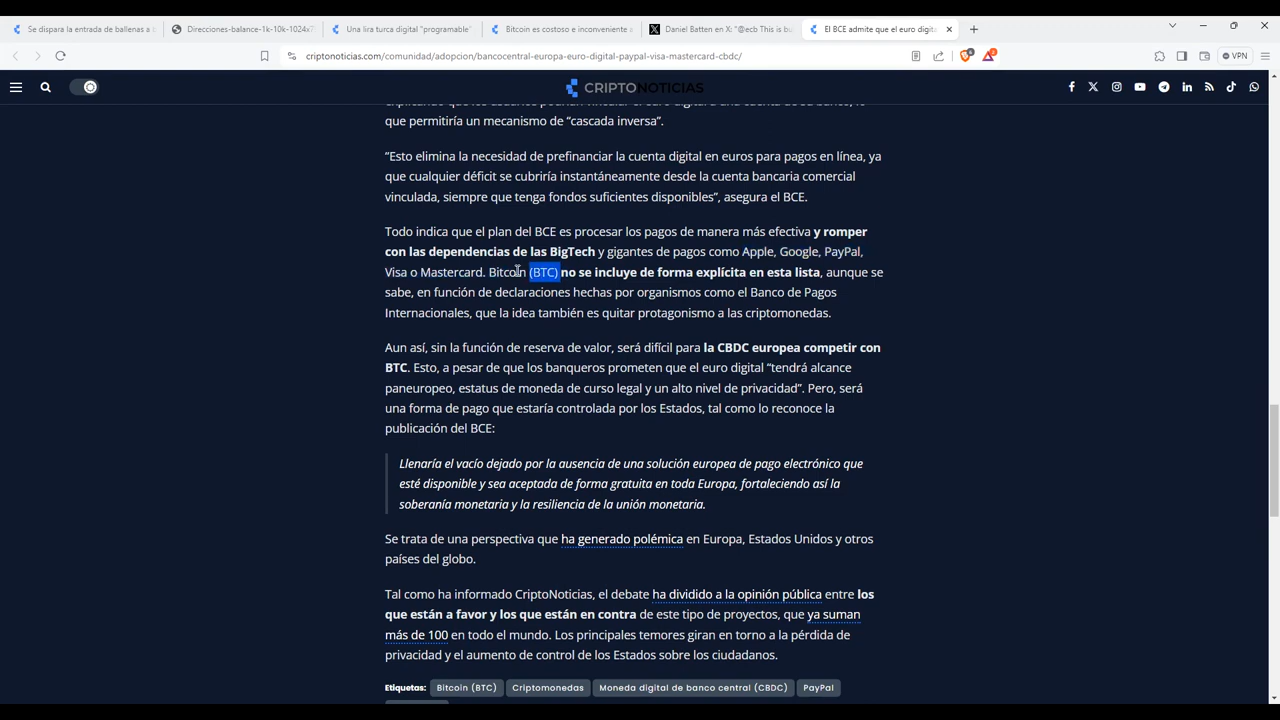 Se dispara la entrada de ballenas a b
Direcciones-balance-1k-10k-1024x7
Una lira turca digital "programable"
Bitcoin es costoso e inconveniente a
Daniel Batten en X: "@ecb This is bu
El BCE admite que el euro digita
criptonoticias.com/comunidad/adopcion/bancocentral-europa-euro-digital-paypal-visa-mastercard-cbdc/
VPN
CRIPTONOTICIAS
que permitiría un mecanismo de “cascada inversa”.
“Esto elimina la necesidad de prefinanciar la cuenta digital en euros para pagos en línea, ya
que cualquier déficit se cubriría instantáneamente desde la cuenta bancaria comercial
vinculada, siempre que tenga fondos suficientes disponibles”, asegura el BCE.
Todo indica que el plan del BCE es procesar los pagos de manera más efectiva y romper
con las dependencias de las BigTech y gigantes de pagos como Apple, Google, PayPal,
Visa o Mastercard. Bitcoin (BTC) no se incluye de forma explícita en esta lista, aunque se
sabe, en función de declaraciones hechas por organismos como el Banco de Pagos
Internacionales, que la idea también es quitar protagonismo a las criptomonedas.
Aun así, sin la función de reserva de valor, será difícil para la CBDC europea competir con
BTC. Esto, a pesar de que los banqueros prometen que el euro digital “tendrá alcance
paneuropeo, estatus de moneda de curso legal y un alto nivel de privacidad”. Pero, será
una forma de pago que estaría controlada por los Estados, tal como lo reconoce la
publicación del BCE:
Llenaría el vacío dejado por la ausencia de una solución europea de pago electrónico que
esté disponible y sea aceptada de forma gratuita en toda Europa, fortaleciendo así la
soberanía monetaria y la resiliencia de la unión monetaria.
Se trata de una perspectiva que ha generado polémica en Europa, Estados Unidos y otros
países del globo.
Tal como ha informado CriptoNoticias, el debate ha dividido a la opinión pública entre los
que están a favor y los que están en contra de este tipo de proyectos, que ya suman
más de 100 en todo el mundo. Los principales temores giran en torno a la pérdida de
privacidad y el aumento de control de los Estados sobre los ciudadanos.
Etiquetas: Bitcoin (BTC) Criptomonedas Moneda digital de banco central (CBDC) PayPal